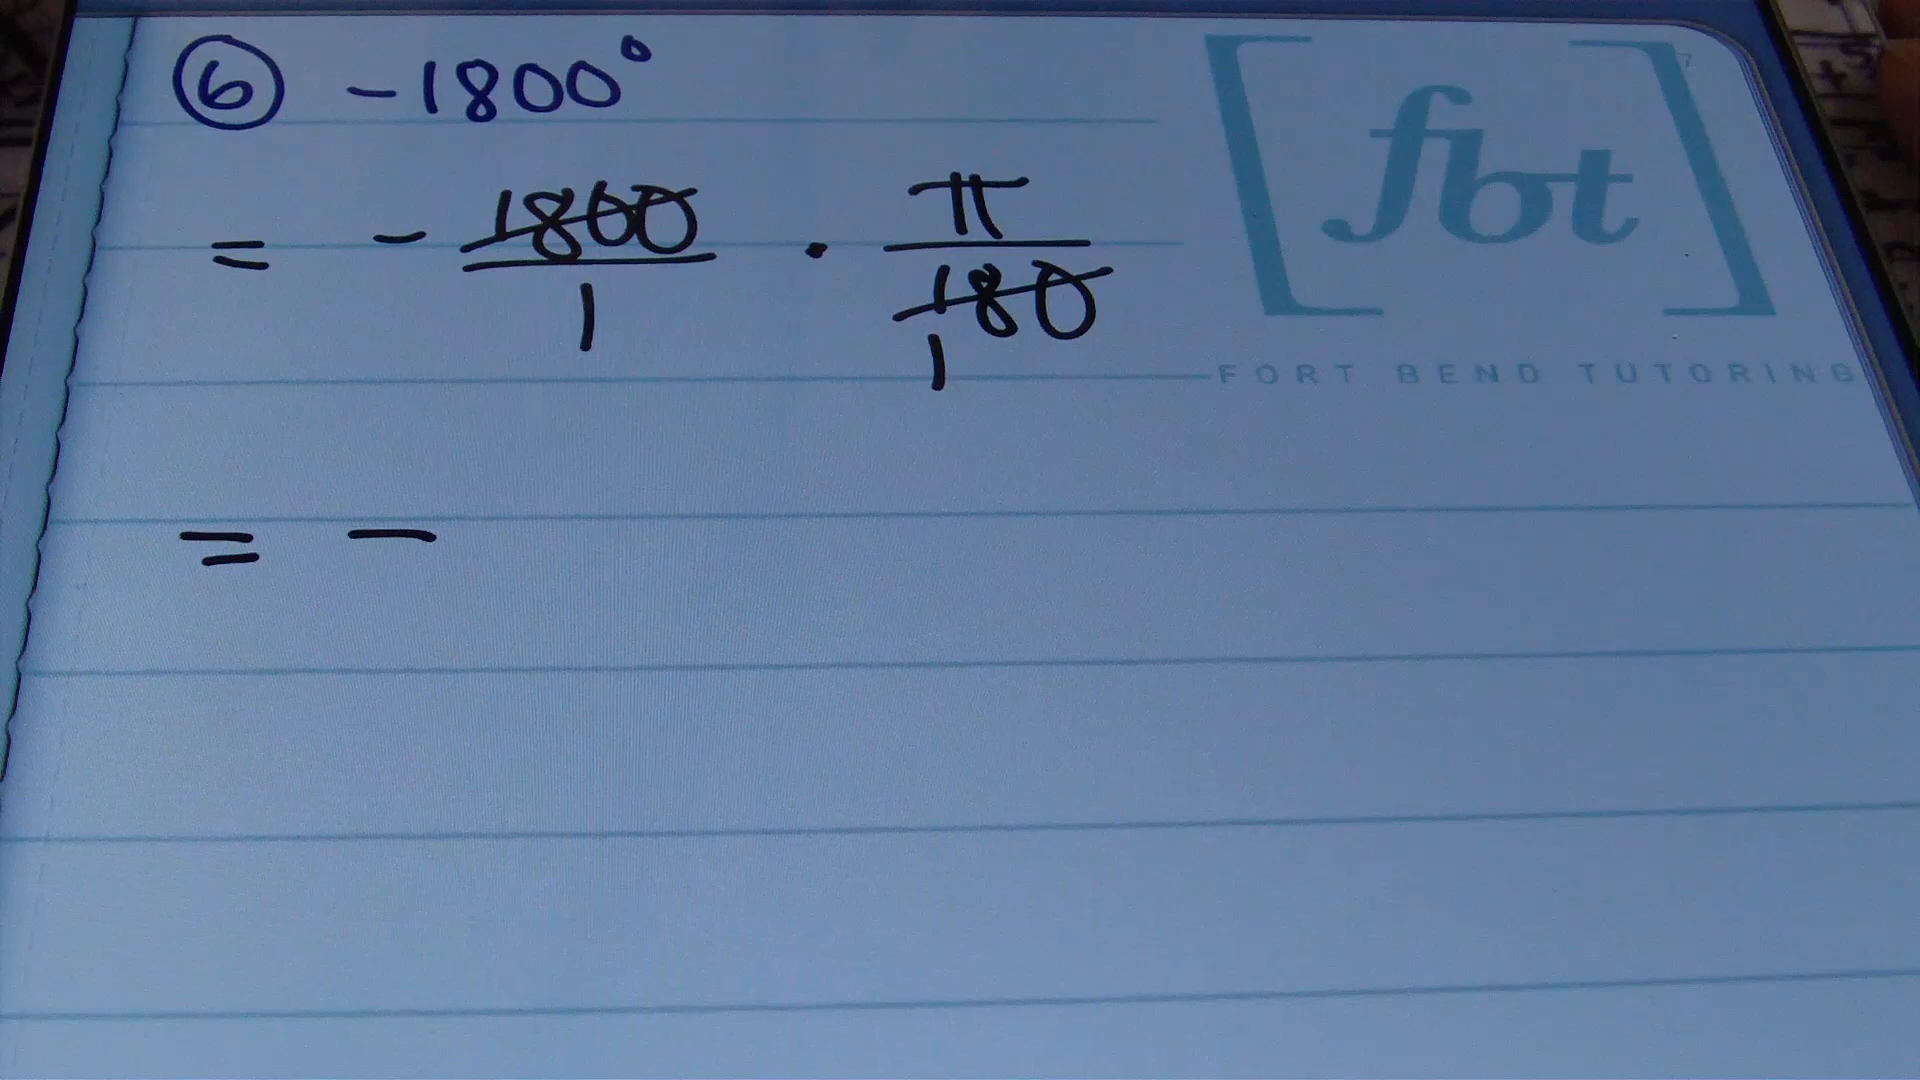 6 -1800°
= - 1800/1 · π/180 1
= -
fbt
FORT BEND TUTORING